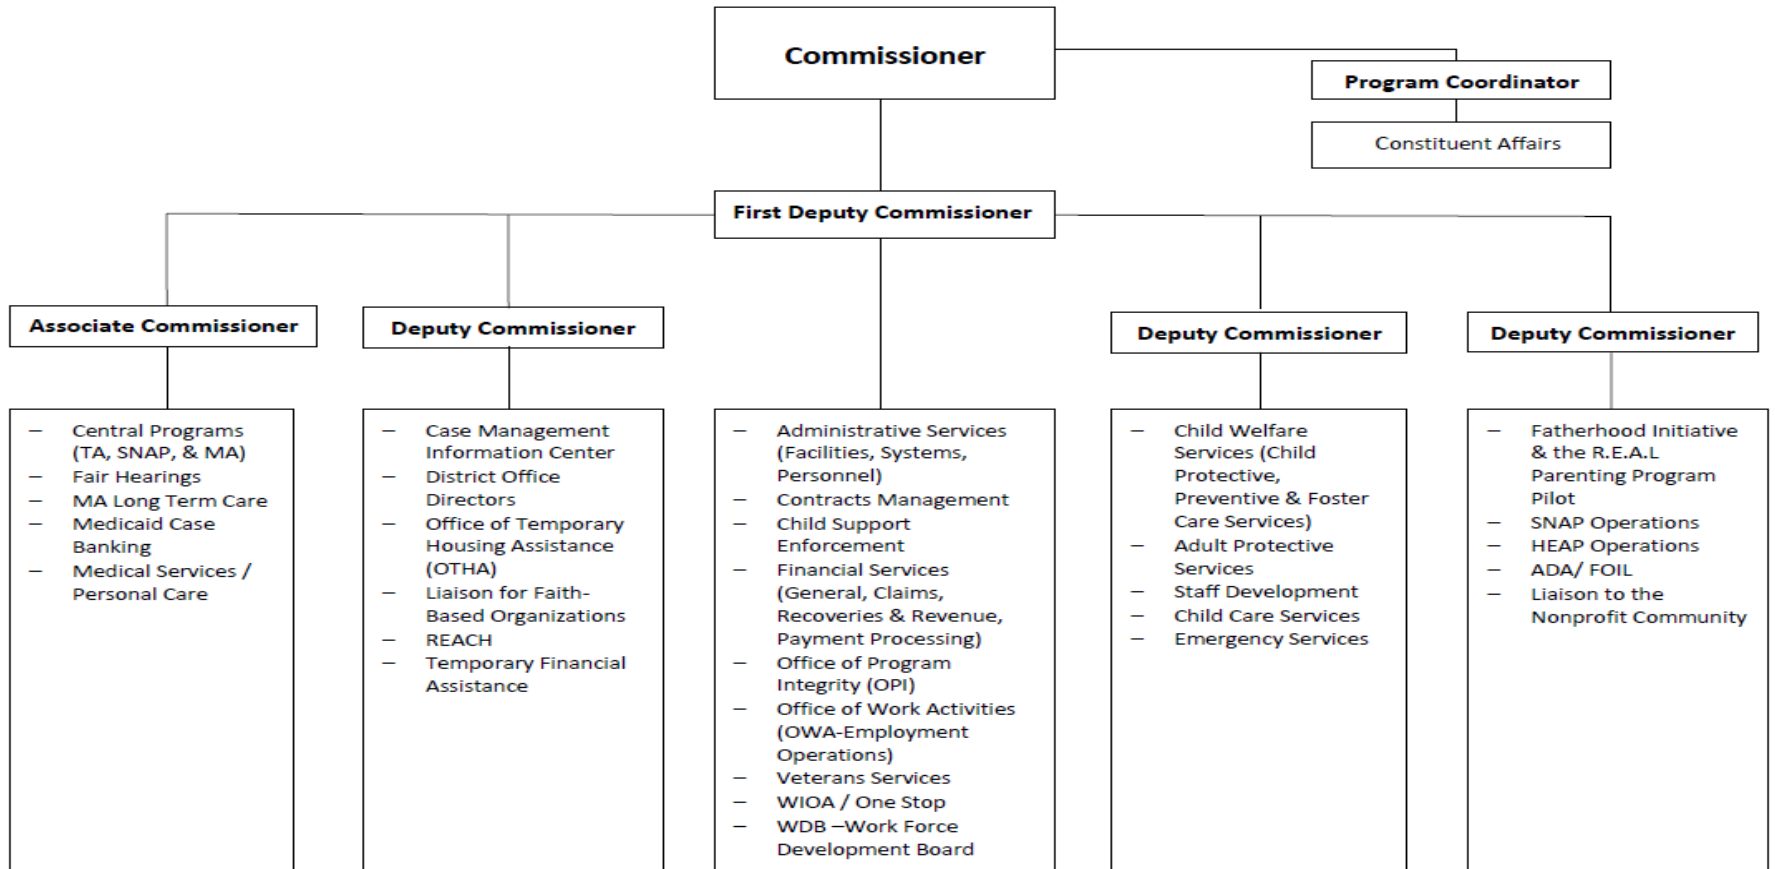 Commissioner
Program Coordinator
Constituent Affairs
First Deputy Commissioner
Associate Commissioner
Deputy Commissioner
Deputy Commissioner
Deputy Commissioner
– Central Programs
(TA, SNAP, & MA)
– Fair Hearings
– MA Long Term Care
– Medicaid Case
Banking
– Medical Services /
Personal Care
– Case Management
Information Center
– District Office
Directors
– Office of Temporary
Housing Assistance
(OTHA)
– Liaison for Faith-
Based Organizations
– REACH
– Temporary Financial
Assistance
– Administrative Services
(Facilities, Systems,
Personnel)
– Contracts Management
– Child Support
Enforcement
– Financial Services
(General, Claims,
Recoveries & Revenue,
Payment Processing)
– Office of Program
Integrity (OPI)
– Office of Work Activities
(OWA-Employment
Operations)
– Veterans Services
– WIOA / One Stop
– WDB –Work Force
Development Board
– Child Welfare
Services (Child
Protective,
Preventive & Foster
Care Services)
– Adult Protective
Services
– Staff Development
– Child Care Services
– Emergency Services
– Fatherhood Initiative
& the R.E.A.L
Parenting Program
Pilot
– SNAP Operations
– HEAP Operations
– ADA/ FOIL
– Liaison to the
Nonprofit Community